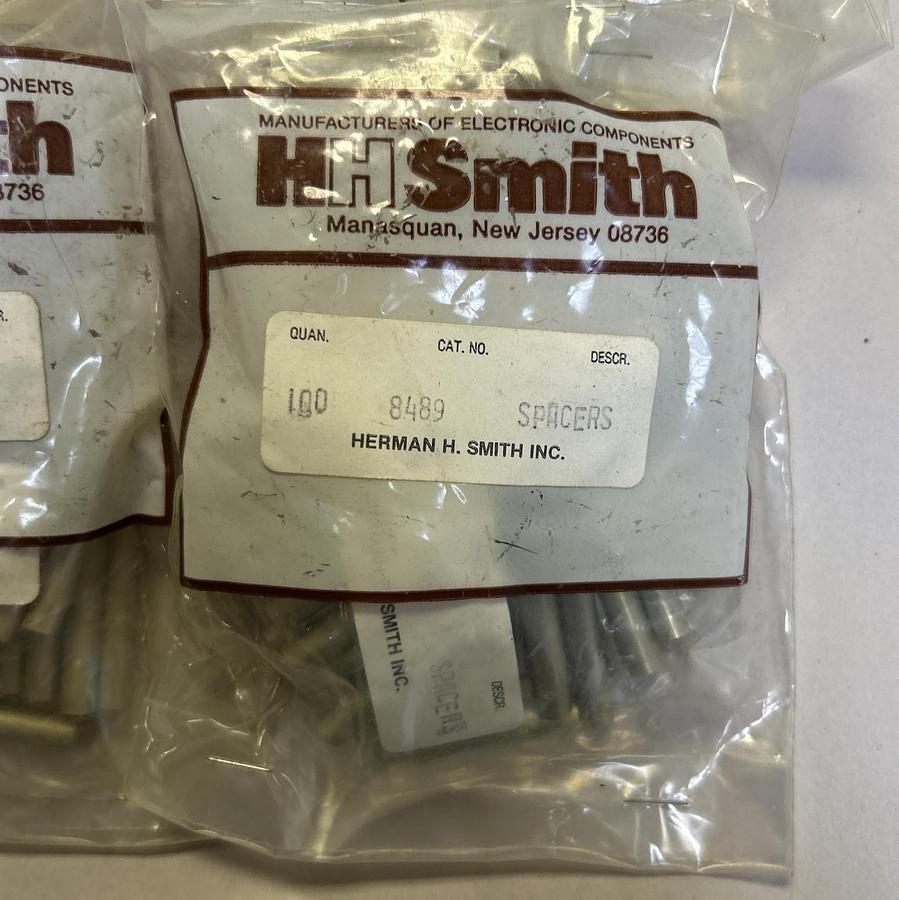 MANUFACTURERS OF ELECTRONIC COMPONENTS
HHSmith
Manasquan, New Jersey 08736
QUAN. CAT. NO. DESCR.
100 8489 SPACERS
HERMAN H. SMITH INC.
SMITH INC.
SPACERS
DESCR.
ONENTS
th
8736
R.